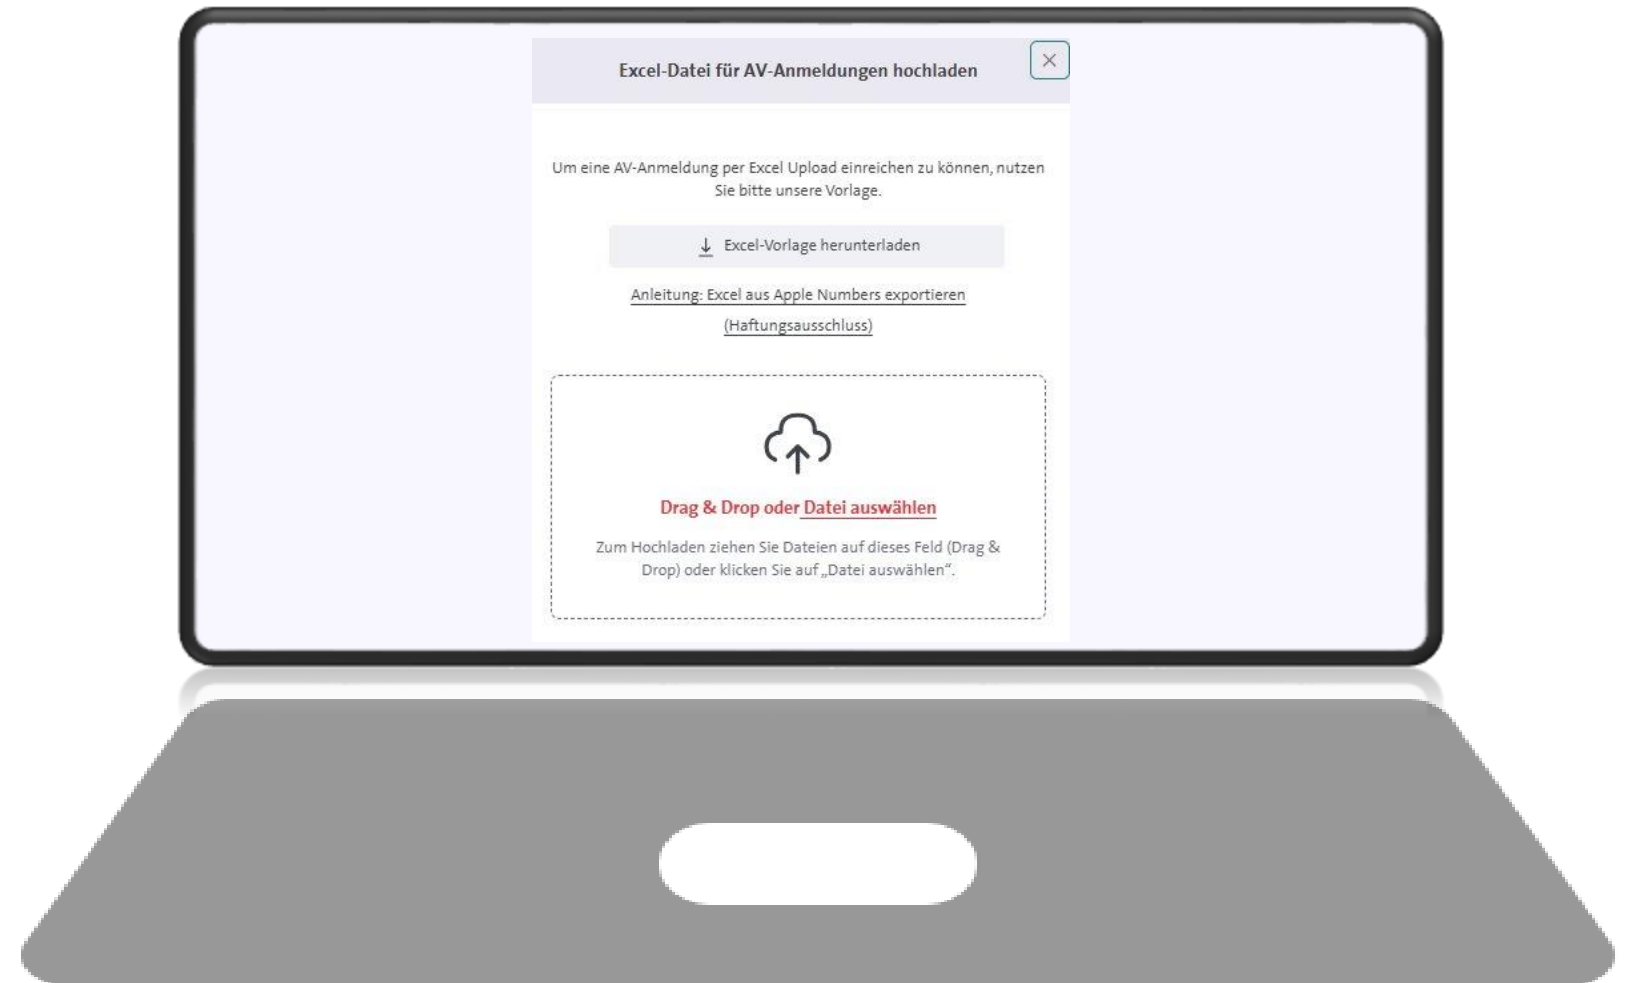 Excel-Datei für AV-Anmeldungen hochladen
Um eine AV-Anmeldung per Excel Upload einreichen zu können, nutzen
Sie bitte unsere Vorlage.
Excel-Vorlage herunterladen
Anleitung: Excel aus Apple Numbers exportieren
(Haftungsausschluss)
Drag & Drop oder Datei auswählen
Zum Hochladen ziehen Sie Dateien auf dieses Feld (Drag &
Drop) oder klicken Sie auf „Datei auswählen“.